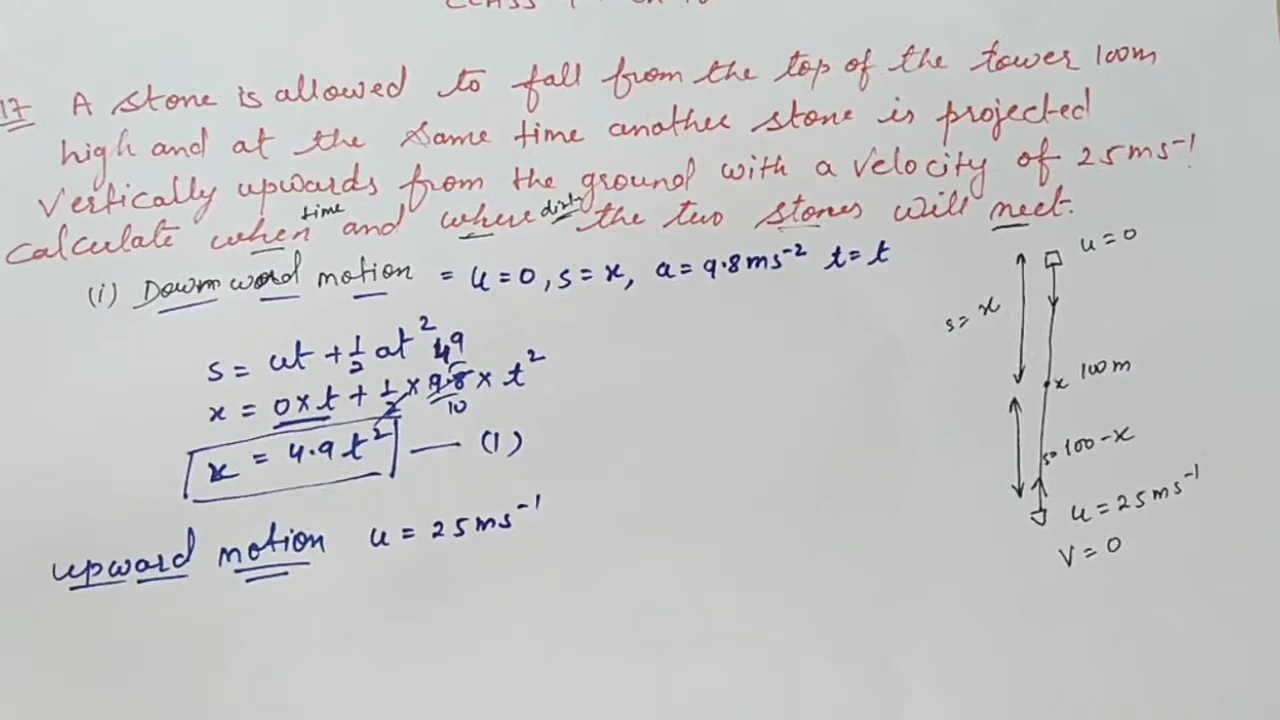 17 A stone is allowed to fall from the top of the tower 100m
high and at the same time another stone is projected
vertically upwards from the ground with a velocity of 25ms⁻¹.
calculate when and where the two stones will meet.
time
(i) Downword motion = u=0, s=x, a=9.8ms⁻² t=t
s = ut + 1/2 at²
x = 0×t + 1/2 × 9.8 × t²
49
10
x = 4.9t² — (1)
upward motion u = 25ms⁻¹
u=0
s=x
x 100m
s=100-x
u=25ms⁻¹
v=0